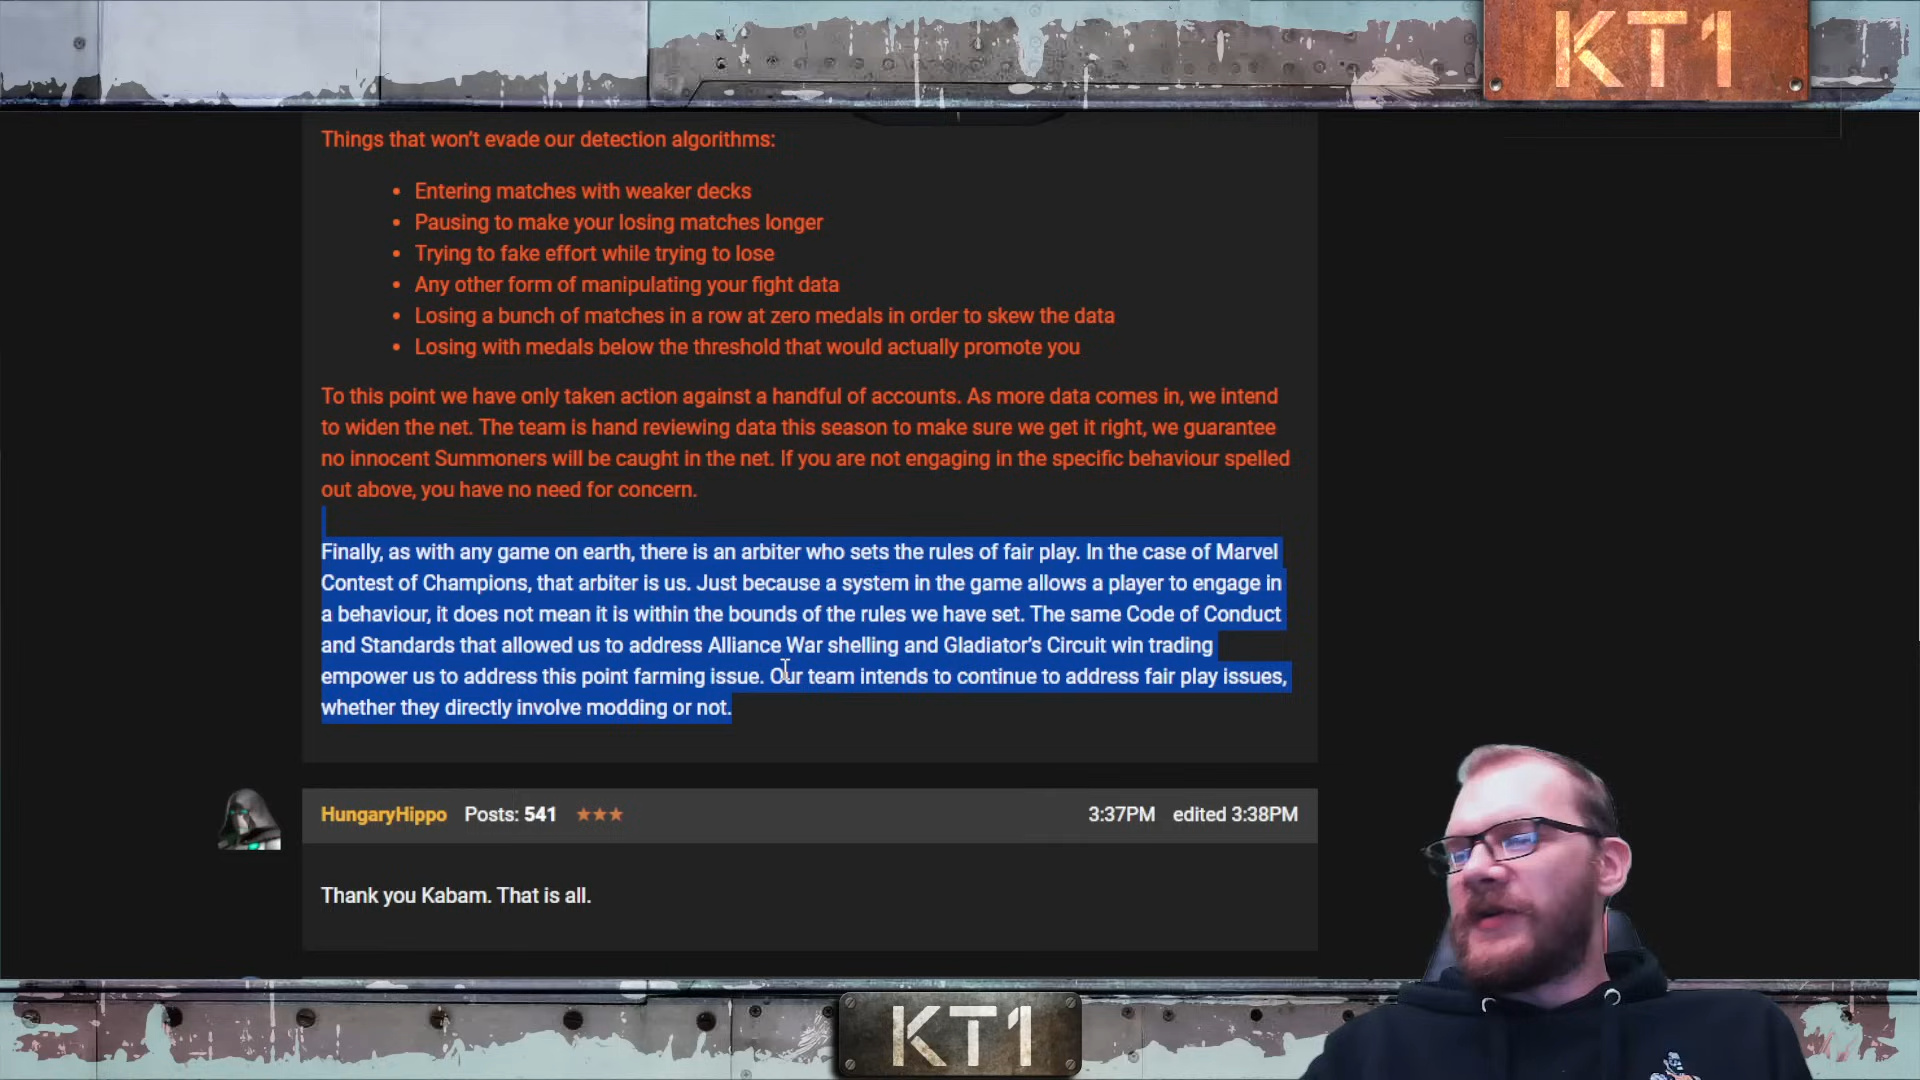 KT1
Things that won't evade our detection algorithms:
• Entering matches with weaker decks
• Pausing to make your losing matches longer
• Trying to fake effort while trying to lose
• Any other form of manipulating your fight data
• Losing a bunch of matches in a row at zero medals in order to skew the data
• Losing with medals below the threshold that would actually promote you
To this point we have only taken action against a handful of accounts. As more data comes in, we intend
to widen the net. The team is hand reviewing data this season to make sure we get it right, we guarantee
no innocent Summoners will be caught in the net. If you are not engaging in the specific behaviour spelled
out above, you have no need for concern.
Finally, as with any game on earth, there is an arbiter who sets the rules of fair play. In the case of Marvel
Contest of Champions, that arbiter is us. Just because a system in the game allows a player to engage in
a behaviour, it does not mean it is within the bounds of the rules we have set. The same Code of Conduct
and Standards that allowed us to address Alliance War shelling and Gladiator's Circuit win trading
empower us to address this point farming issue. Our team intends to continue to address fair play issues,
whether they directly involve modding or not.
HungaryHippo Posts: 541 ★★★ 3:37PM edited 3:38PM
Thank you Kabam. That is all.
KT1